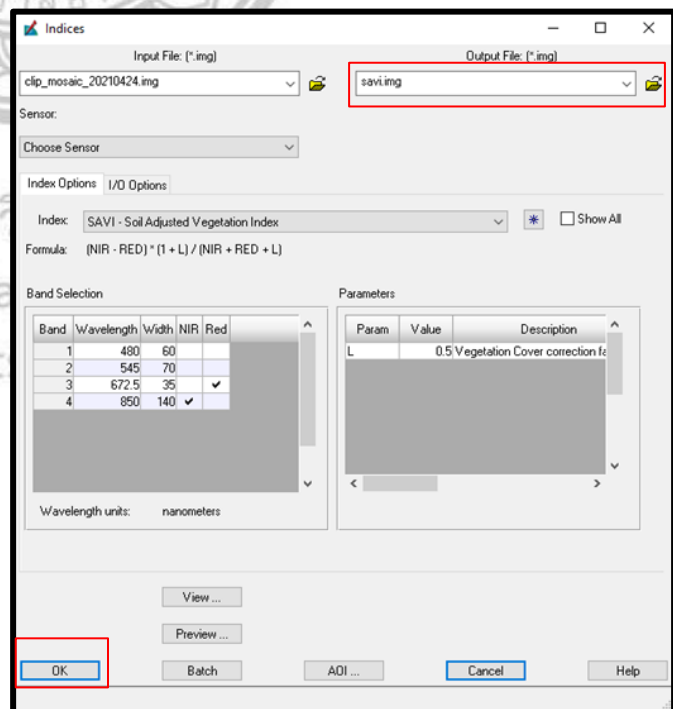 Indices
Input File: (*.img)
Output File: (*.img)
clip_mosaic_20210424.img
savi.img
Sensor:
Choose Sensor
Index Options I/O Options
Index: SAVI - Soil Adjusted Vegetation Index
Show All
Formula: (NIR - RED) * (1 + L) / (NIR + RED + L)
Band Selection
Band Wavelength Width NIR Red
1 480 60
2 545 70
3 672.5 35 ✔
4 850 140 ✔
Wavelength units: nanometers
Parameters
Param Value Description
L 0.5 Vegetation Cover correction fa
View ...
Preview ...
OK Batch AOI ... Cancel Help